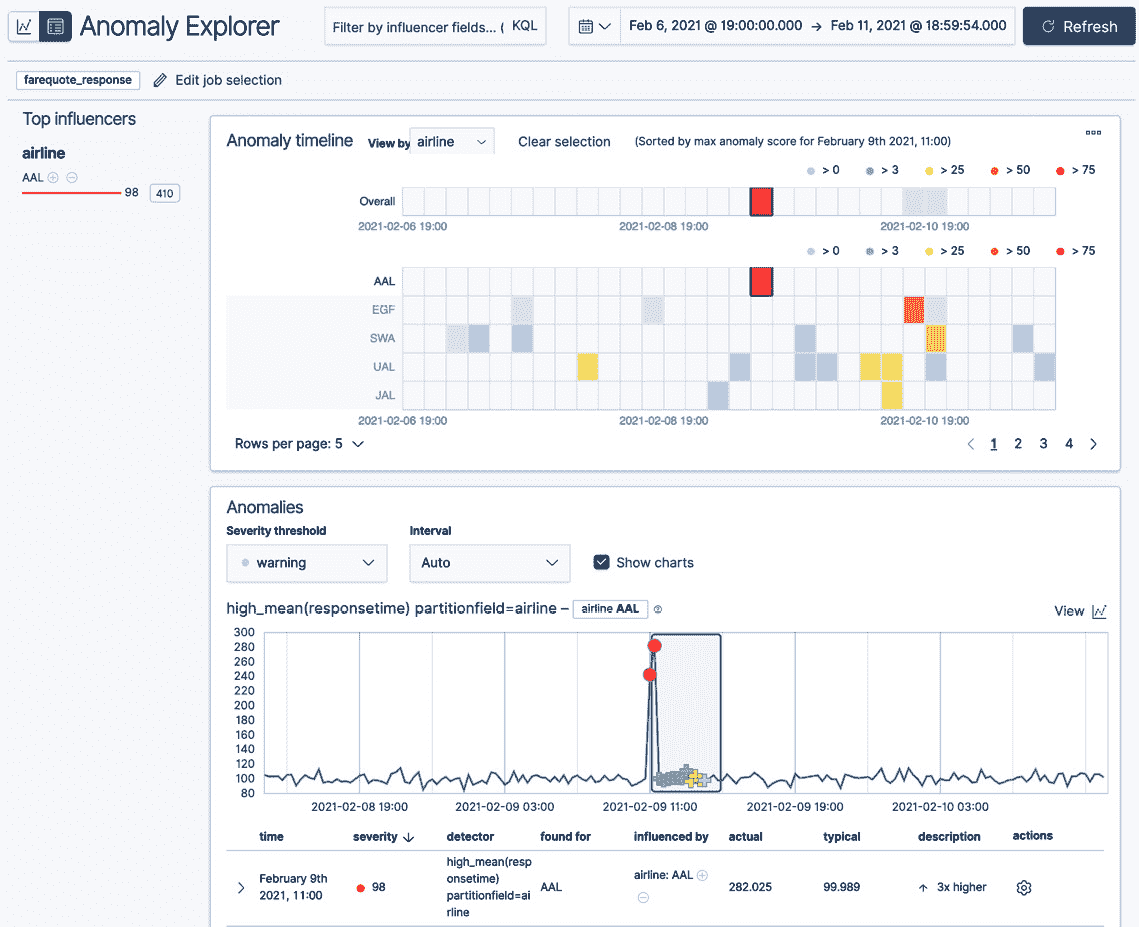 Anomaly Explorer
Filter by influencer fields... ( KQL
Feb 6, 2021 @ 19:00:00.000 → Feb 11, 2021 @ 18:59:54.000
Refresh
farequote_response
Edit job selection
Top influencers
airline
AAL
98 410
Anomaly timeline View by airline Clear selection (Sorted by max anomaly score for February 9th 2021, 11:00)
> 0 > 3 > 25 > 50 > 75
Overall
2021-02-06 19:00 2021-02-08 19:00 2021-02-10 19:00
> 0 > 3 > 25 > 50 > 75
AAL
EGF
SWA
UAL
JAL
2021-02-06 19:00 2021-02-08 19:00 2021-02-10 19:00
Rows per page: 5 < 1 2 3 4 >
Anomalies
Severity threshold Interval
warning Auto Show charts
high_mean(responsetime) partitionfield=airline – airline AAL
View
300
280
260
240
220
200
180
160
140
120
100
80
2021-02-08 19:00 2021-02-09 03:00 2021-02-09 11:00 2021-02-09 19:00 2021-02-10 03:00
time severity ↓ detector found for influenced by actual typical description actions
February 9th
2021, 11:00
98
high_mean(resp
onsetime)
partitionfield=ai
rline
AAL
airline: AAL
282.025
99.989
↑ 3x higher